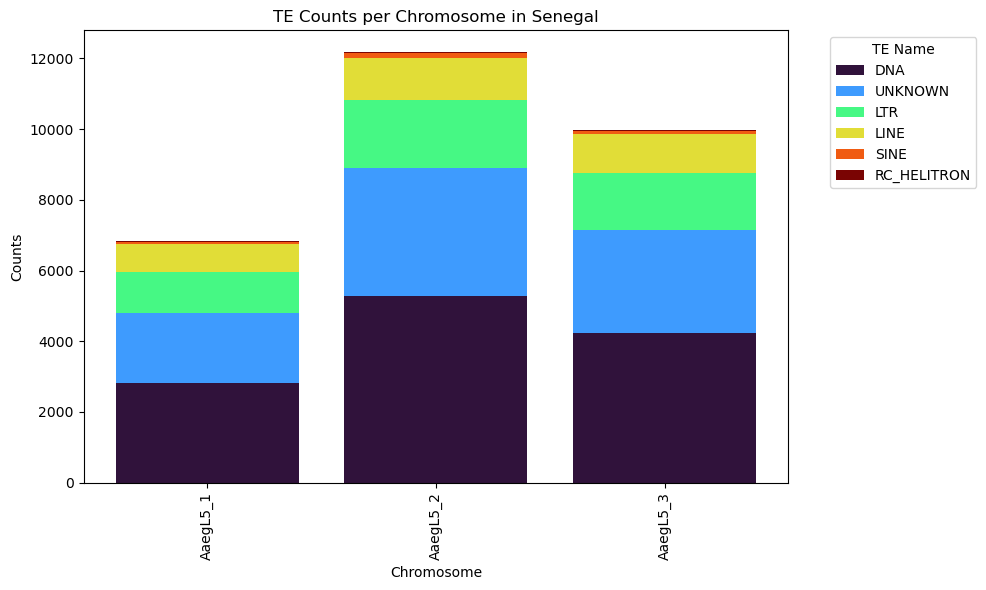 TE Counts per Chromosome in Senegal
TE Name
DNA
UNKNOWN
LTR
LINE
SINE
RC_HELITRON
Counts
12000
10000
8000
6000
4000
2000
0
AaegL5_1
AaegL5_2
AaegL5_3
Chromosome